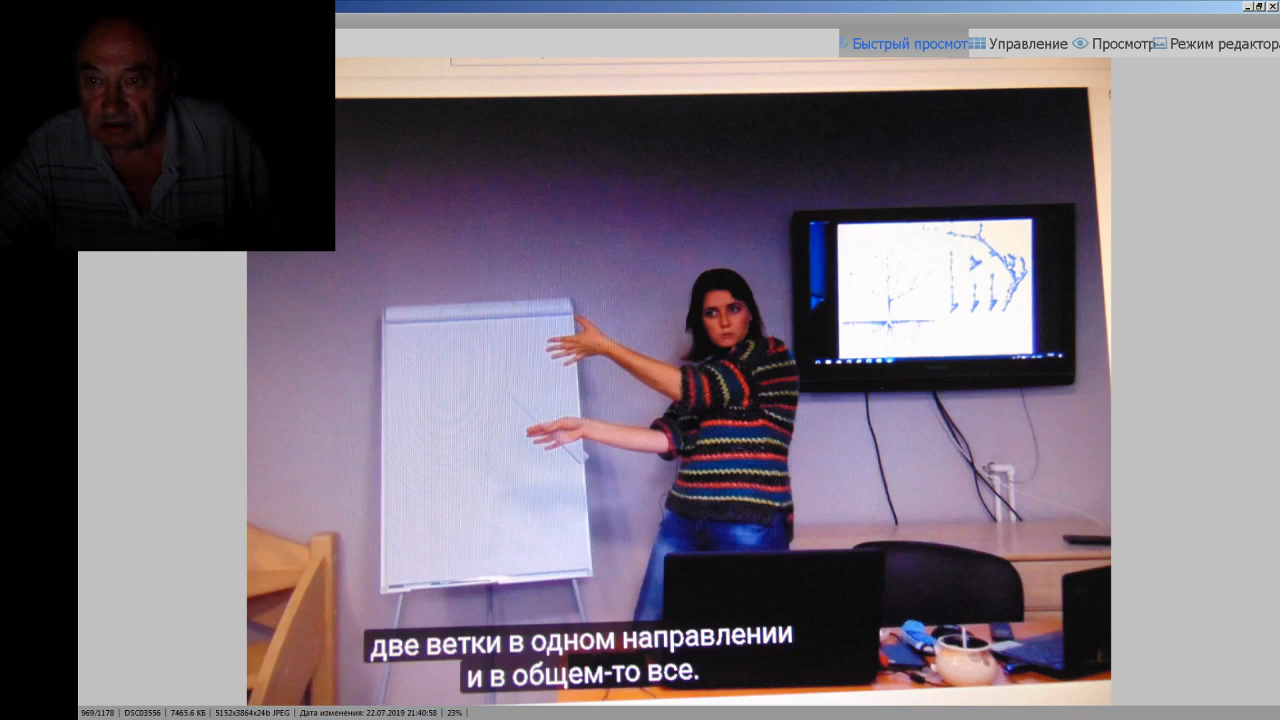 Быстрый просмот
Управление
Просмотр
Режим редактор
две ветки в одном направлении
и в общем-то все.
969/1178 | DSC03556 | 7465.6 КБ | 5152x3864x24b JPEG | Дата изменения: 22.07.2019 21:40:58 | 23% |